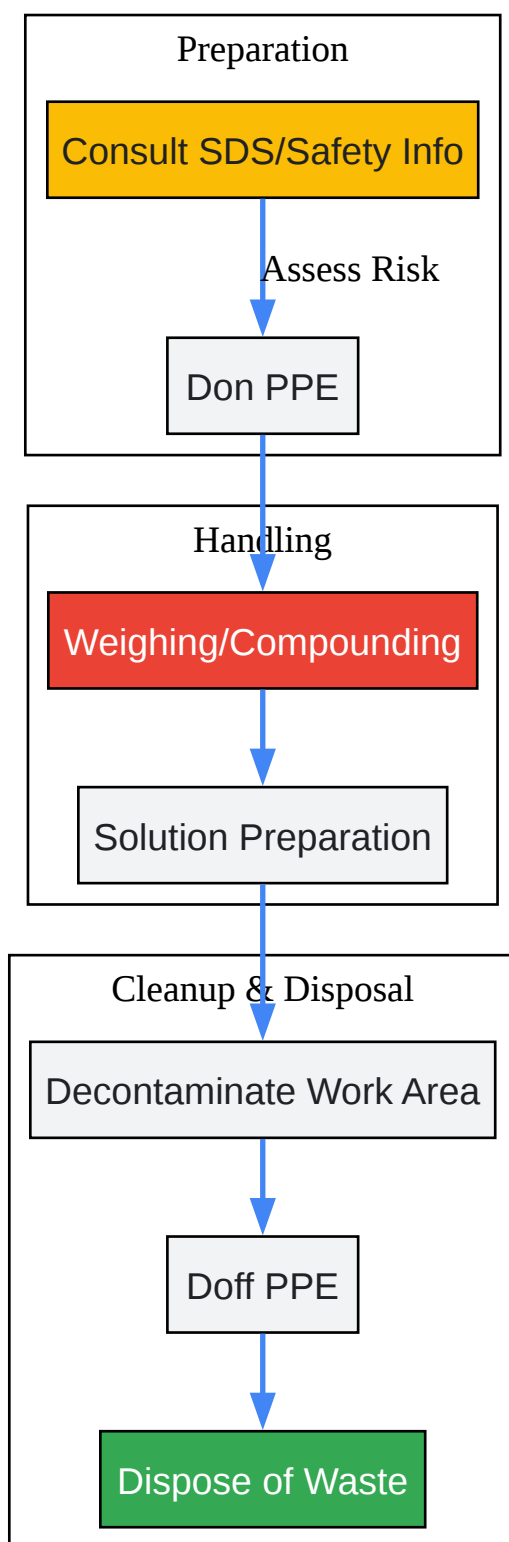 Preparation
Consult SDS/Safety Info
Assess Risk
Don PPE
Handling
Weighing/Compounding
Solution Preparation
Cleanup & Disposal
Decontaminate Work Area
Doff PPE
Dispose of Waste